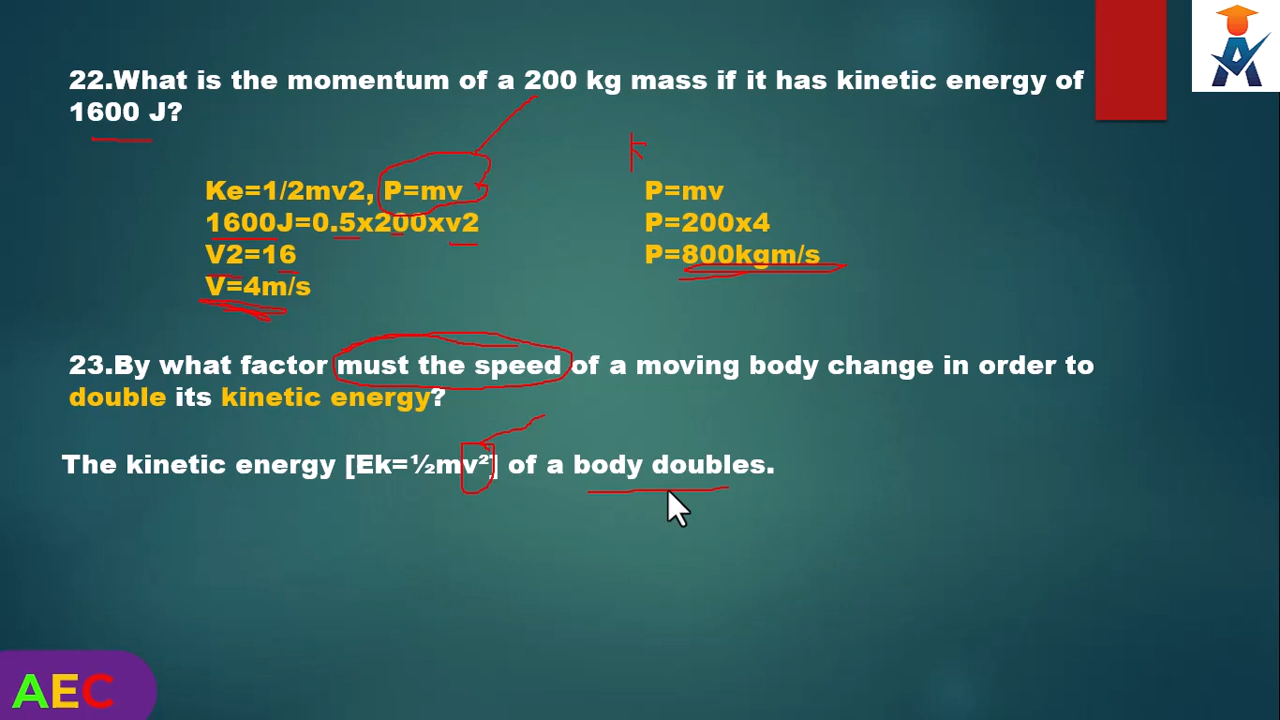 22.What is the momentum of a 200 kg mass if it has kinetic energy of
1600 J?
Ke=1/2mv2, P=mv
1600J=0.5x200xv2
V2=16
V=4m/s
P=mv
P=200x4
P=800kgm/s
23.By what factor must the speed of a moving body change in order to
double its kinetic energy?
The kinetic energy [Ek=½mv²] of a body doubles.
AEC